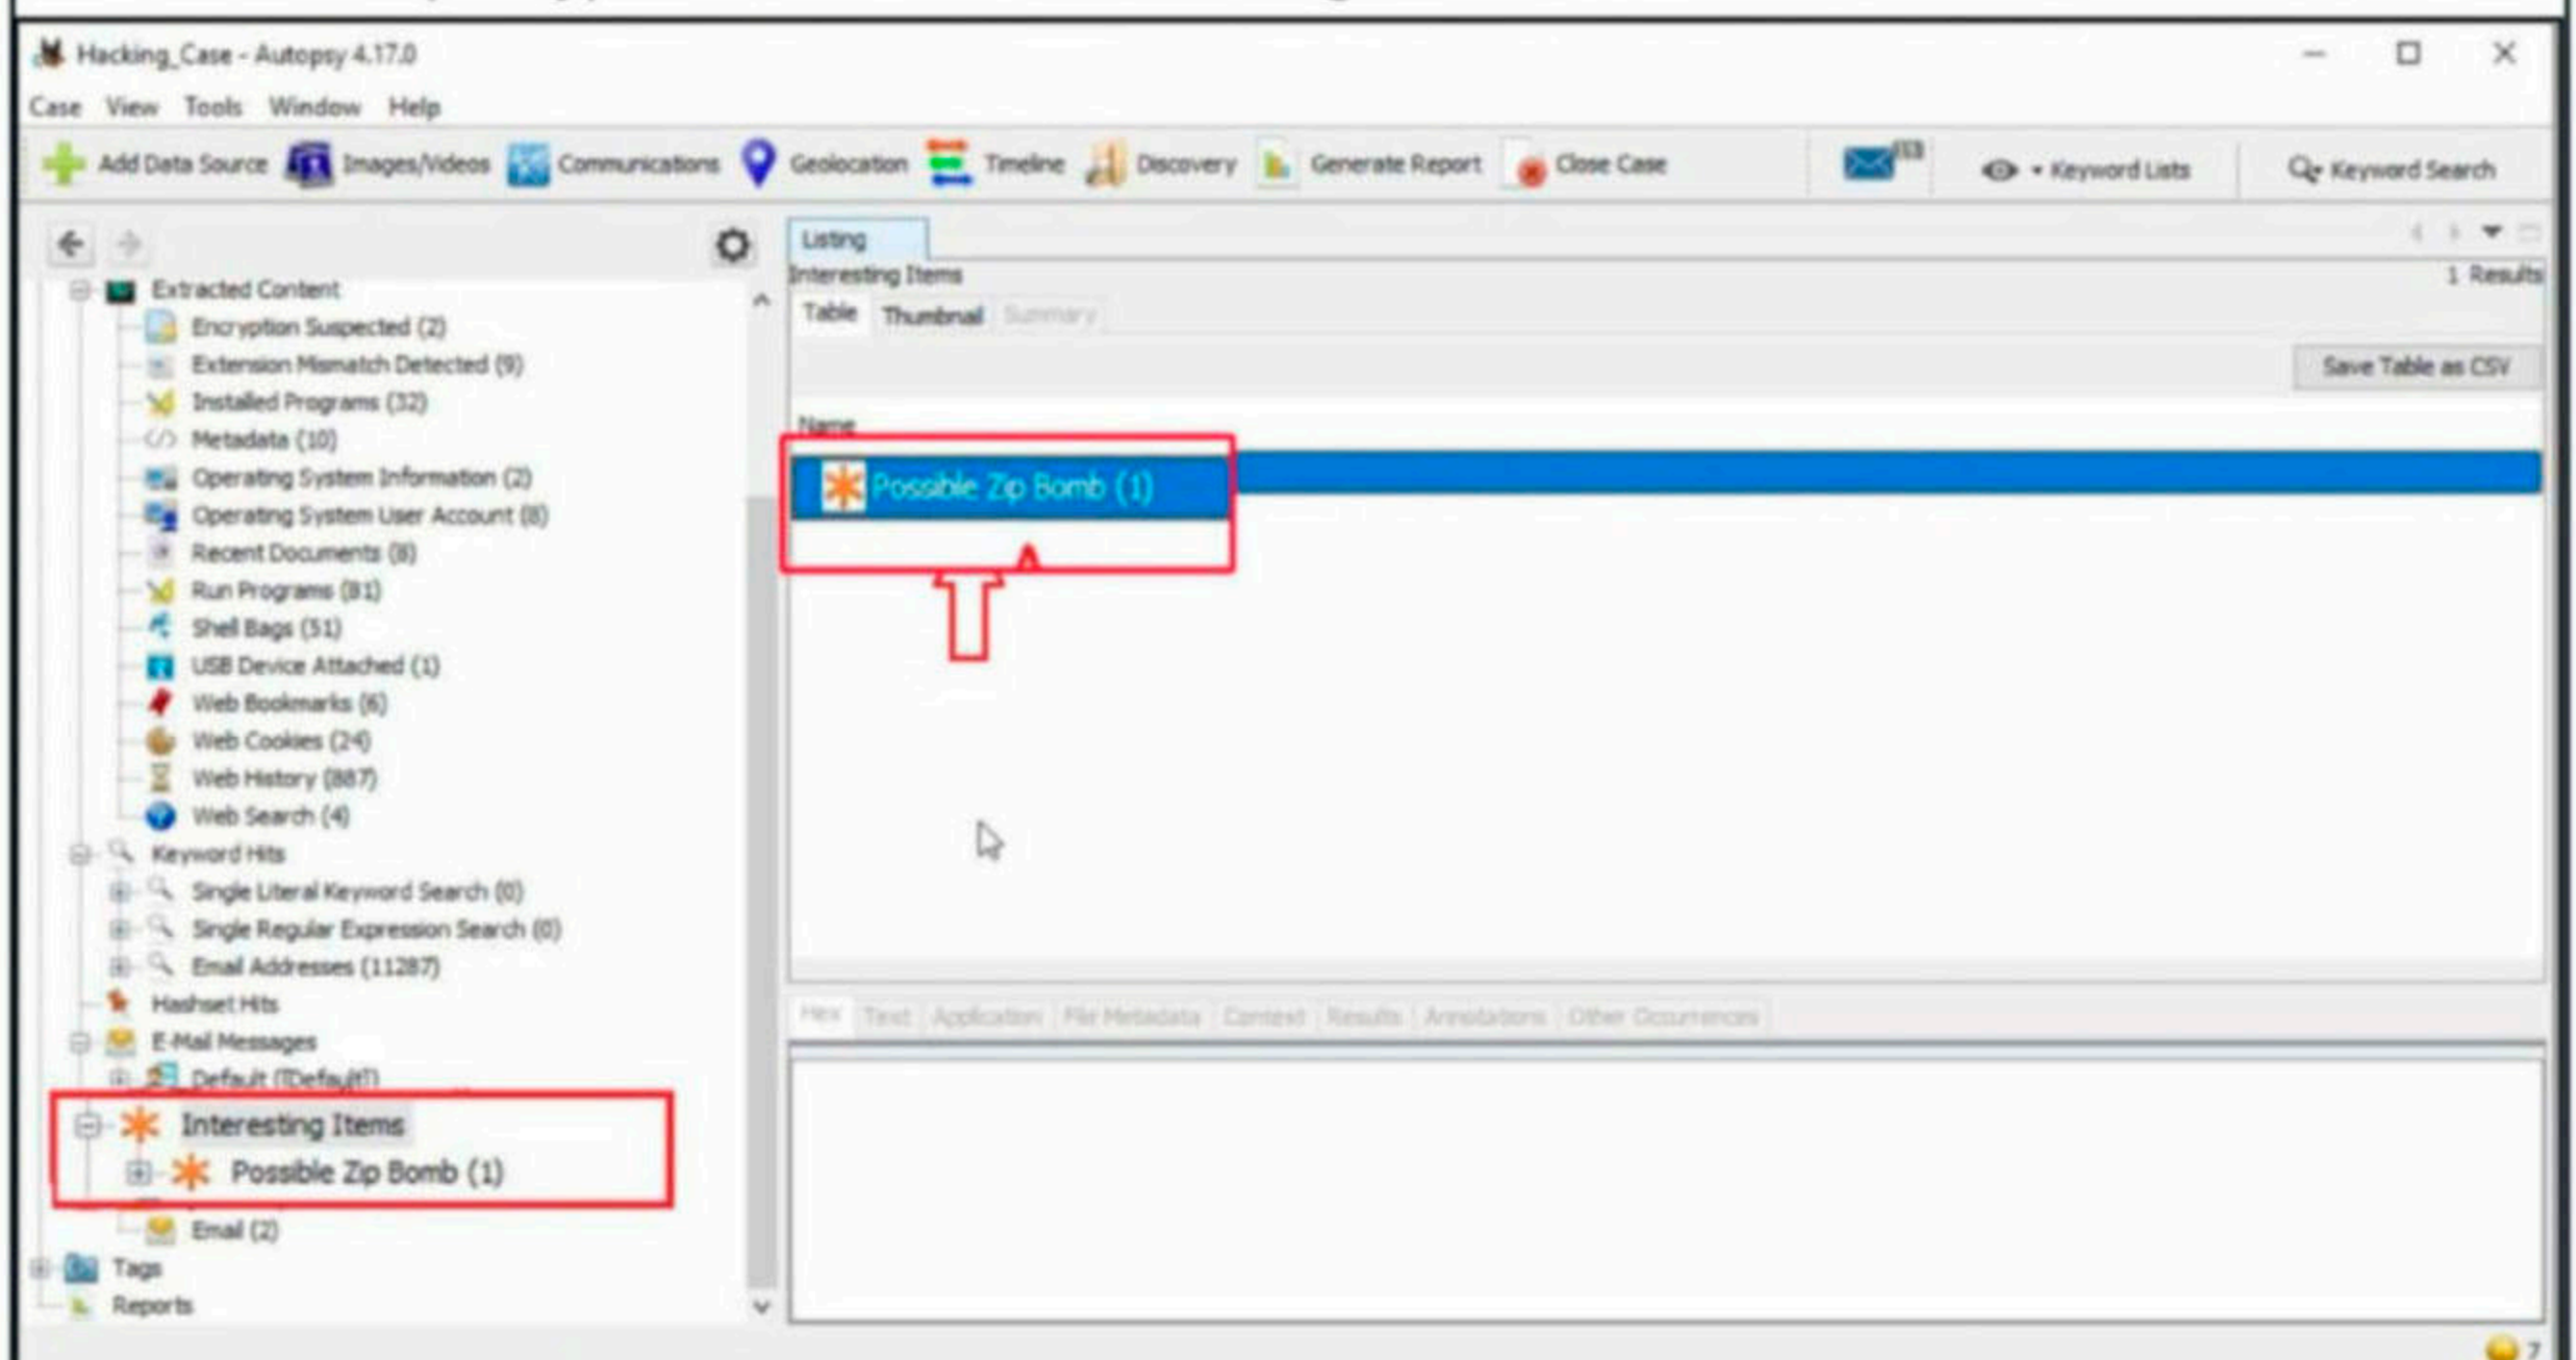 Hacking_Case - Autopsy 4.17.0
Case View Tools Window Help
Add Data Source Images/Videos Communications Geolocation Timeline Discovery Generate Report Close Case Keyword Lists Keyword Search
Listing
Interesting Items
1 Results
Table Thumbnail Summary
Save Table as CSV
Name
Possible Zip Bomb (1)
Extracted Content
Encryption Suspected (2)
Extension Mismatch Detected (9)
Installed Programs (32)
Metadata (10)
Operating System Information (2)
Operating System User Account (8)
Recent Documents (8)
Run Programs (81)
Shell Bags (51)
USB Device Attached (1)
Web Bookmarks (6)
Web Cookies (24)
Web History (887)
Web Search (4)
Keyword Hits
Single Literal Keyword Search (0)
Single Regular Expression Search (0)
Email Addresses (11287)
Hashset Hits
E-Mail Messages
Default ([Default])
Interesting Items
Possible Zip Bomb (1)
Email (2)
Tags
Reports
Hex Text Application File Metadata Context Results Annotations Other Occurrences
7